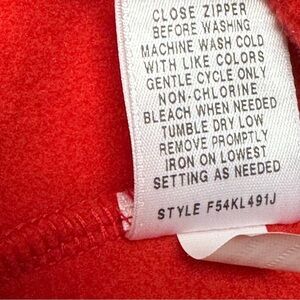 CLOSE ZIPPER
BEFORE WASHING
MACHINE WASH COLD
WITH LIKE COLORS
GENTLE CYCLE ONLY
NON-CHLORINE
BLEACH WHEN NEEDED
TUMBLE DRY LOW
REMOVE PROMPTLY
IRON ON LOWEST
SETTING AS NEEDED
STYLE F54KL491J